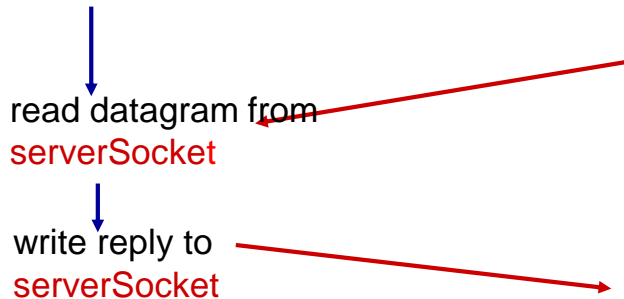 read datagram from
serverSocket
write reply to
serverSocket